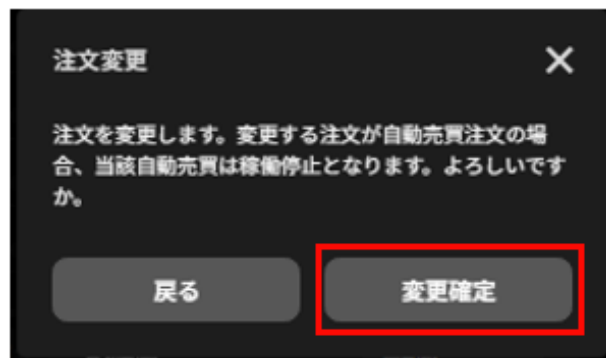 注文変更
注文を変更します。変更する注文が自動売買注文の場
合、当該自動売買は稼働停止となります。よろしいです
か。
戻る
変更確定